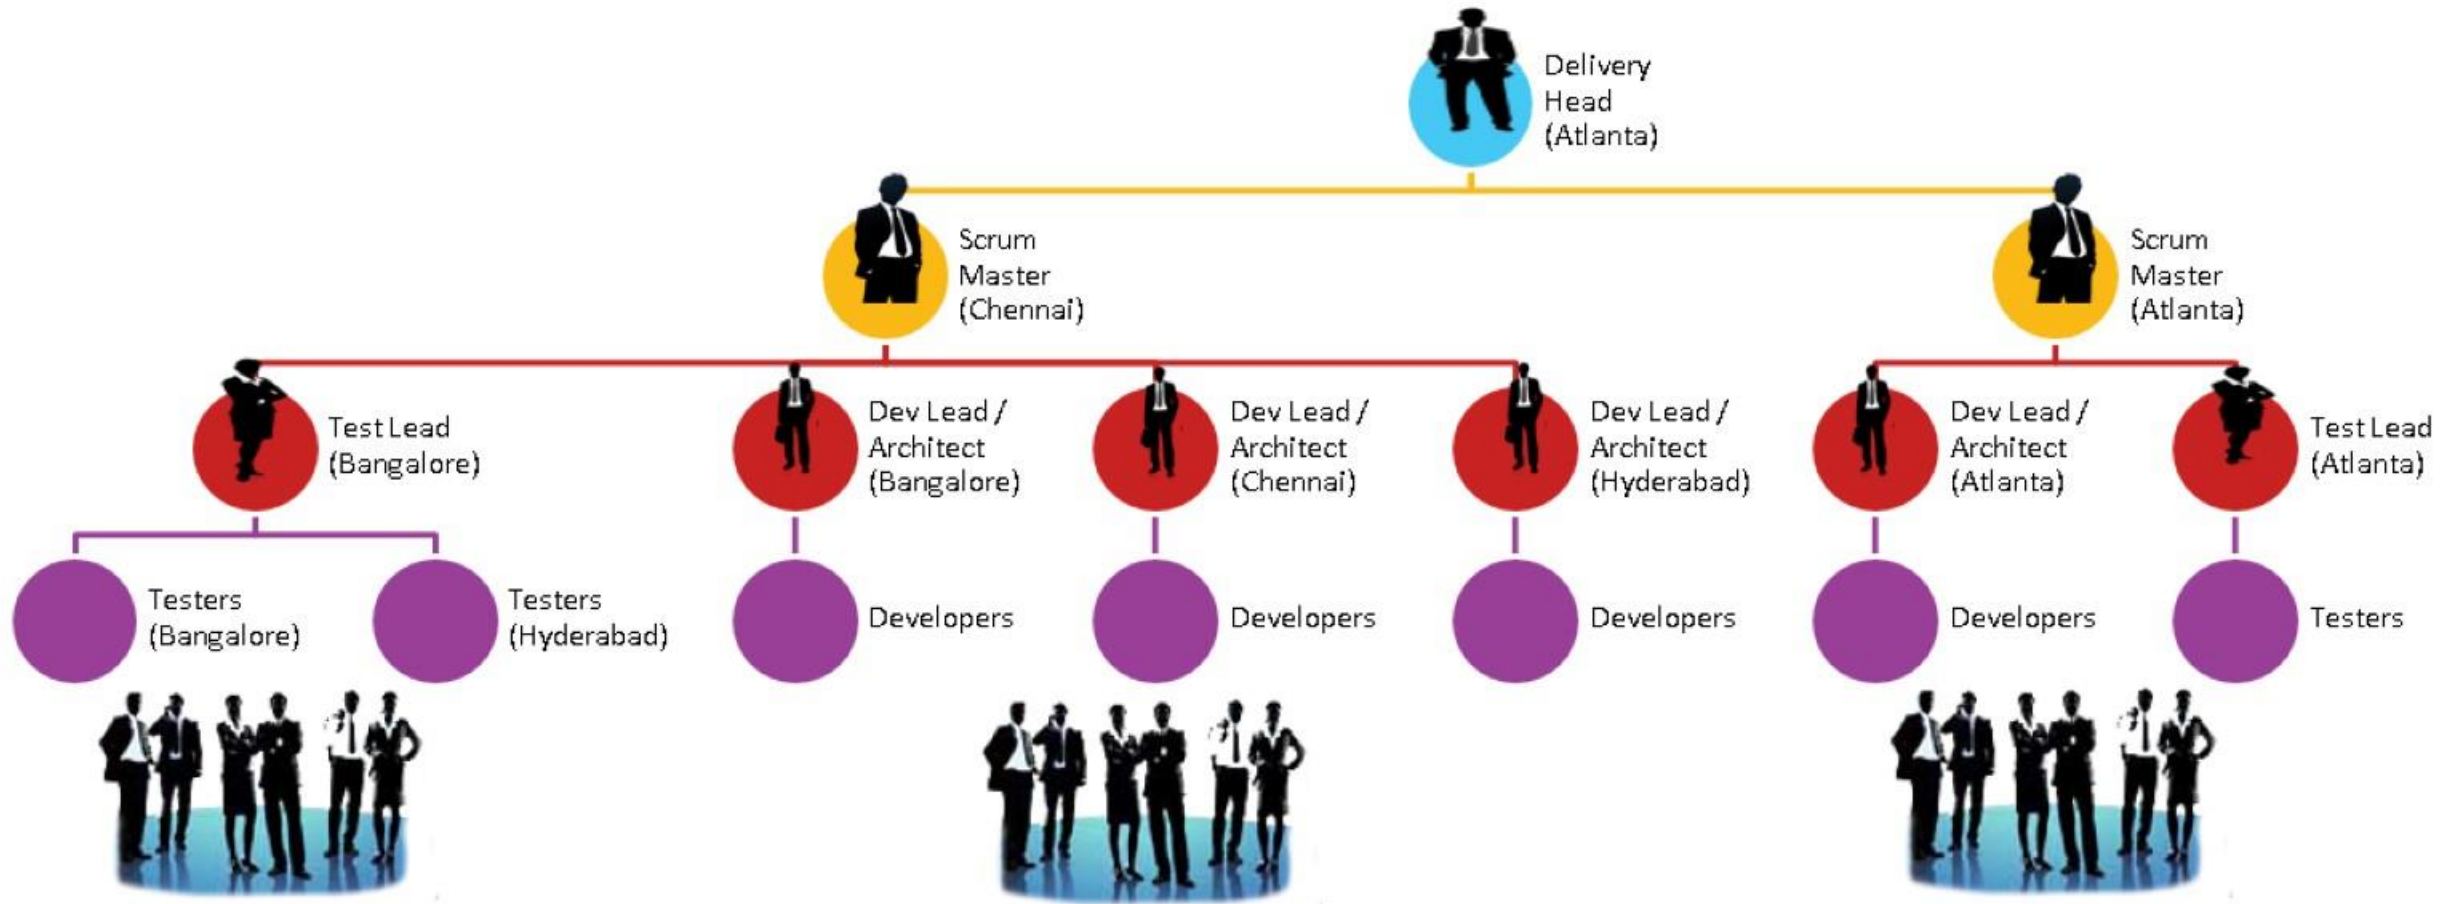 Delivery
Head
(Atlanta)
Scrum
Master
(Chennai)
Scrum
Master
(Atlanta)
Test Lead
(Bangalore)
Dev Lead /
Architect
(Bangalore)
Dev Lead /
Architect
(Chennai)
Dev Lead /
Architect
(Hyderabad)
Dev Lead /
Architect
(Atlanta)
Test Lead
(Atlanta)
Testers
(Bangalore)
Testers
(Hyderabad)
Developers
Developers
Developers
Developers
Testers